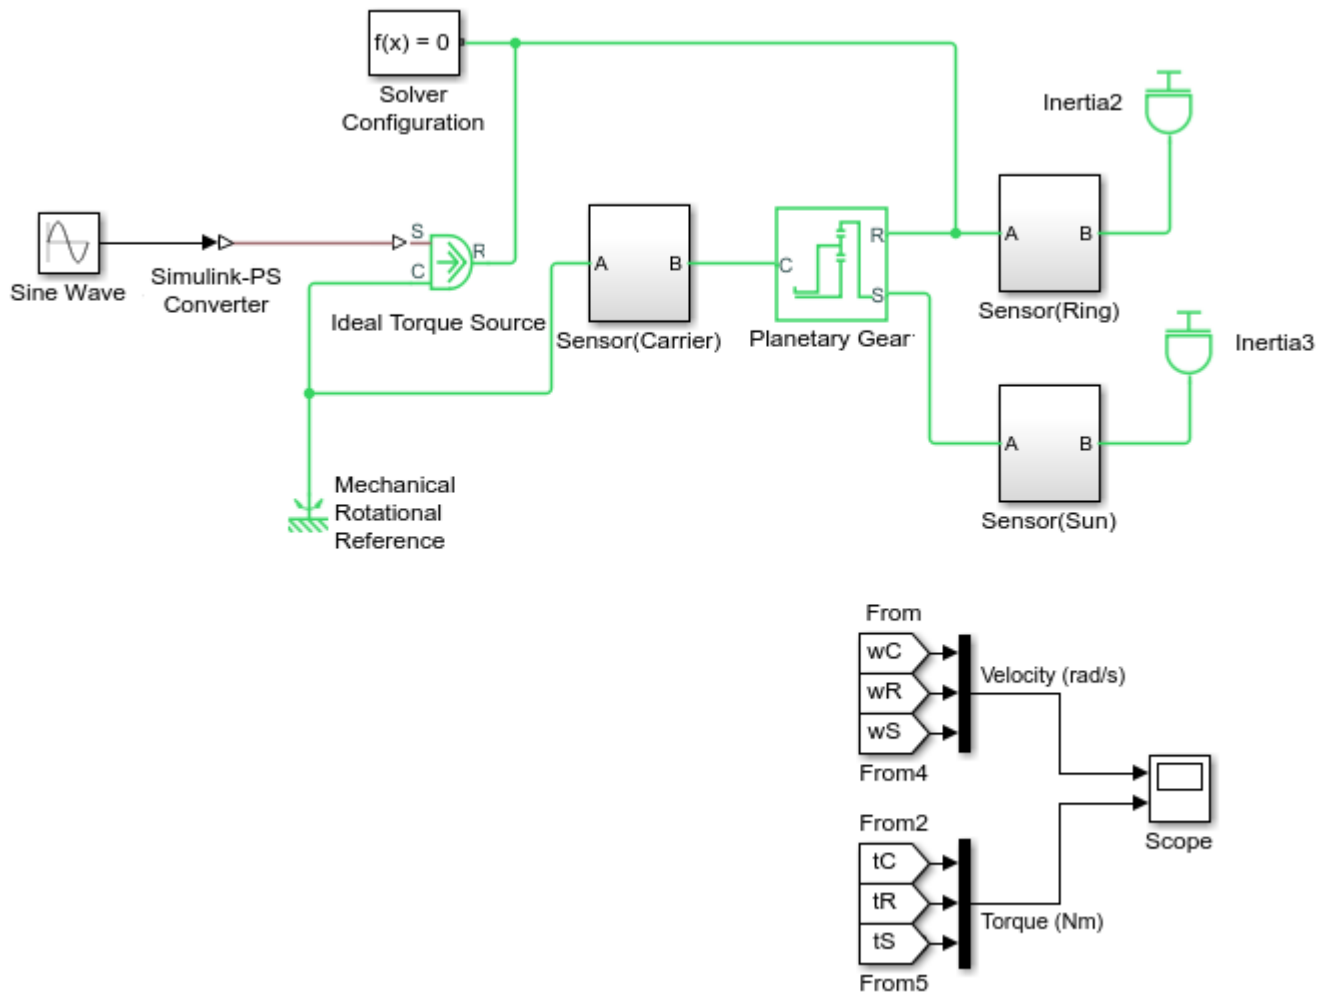 f(x) = 0
Solver
Configuration
Inertia2
Sine Wave
Simulink-PS
Converter
S
C
R
Ideal Torque Source
A
B
Sensor(Carrier)
C
R
S
Planetary Gear
A
B
Sensor(Ring)
Inertia3
A
B
Sensor(Sun)
Mechanical
Rotational
Reference
From
wC
wR
wS
From4
Velocity (rad/s)
From2
tC
tR
tS
From5
Torque (Nm)
Scope